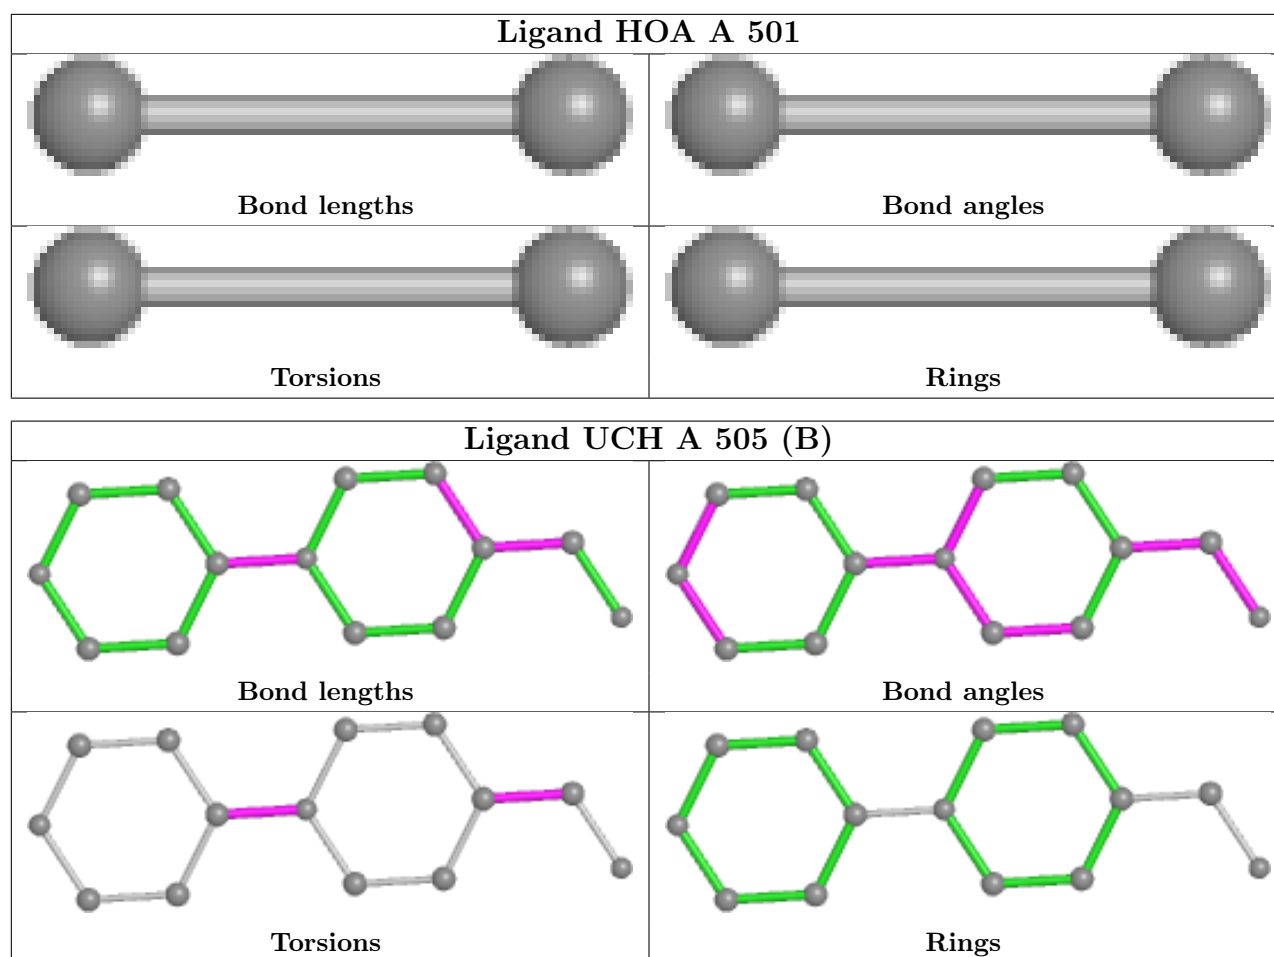 Ligand HOA A 501
Bond lengths
Bond angles
Torsions
Rings
Ligand UCH A 505 (B)
Bond lengths
Bond angles
Torsions
Rings